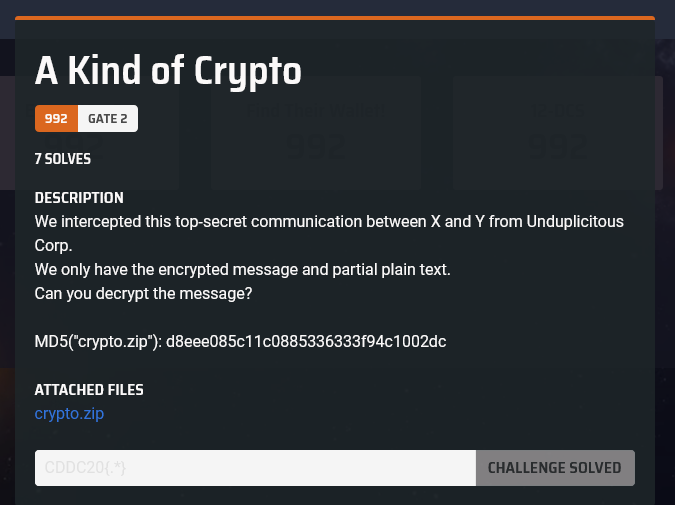 A Kind of Crypto
992 GATE 2
7 SOLVES
DESCRIPTION
We intercepted this top-secret communication between X and Y from Unduplicitous
Corp.
We only have the encrypted message and partial plain text.
Can you decrypt the message?
MD5("crypto.zip"): d8eee085c11c0885336333f94c1002dc
ATTACHED FILES
crypto.zip
CDDC20{.*} CHALLENGE SOLVED